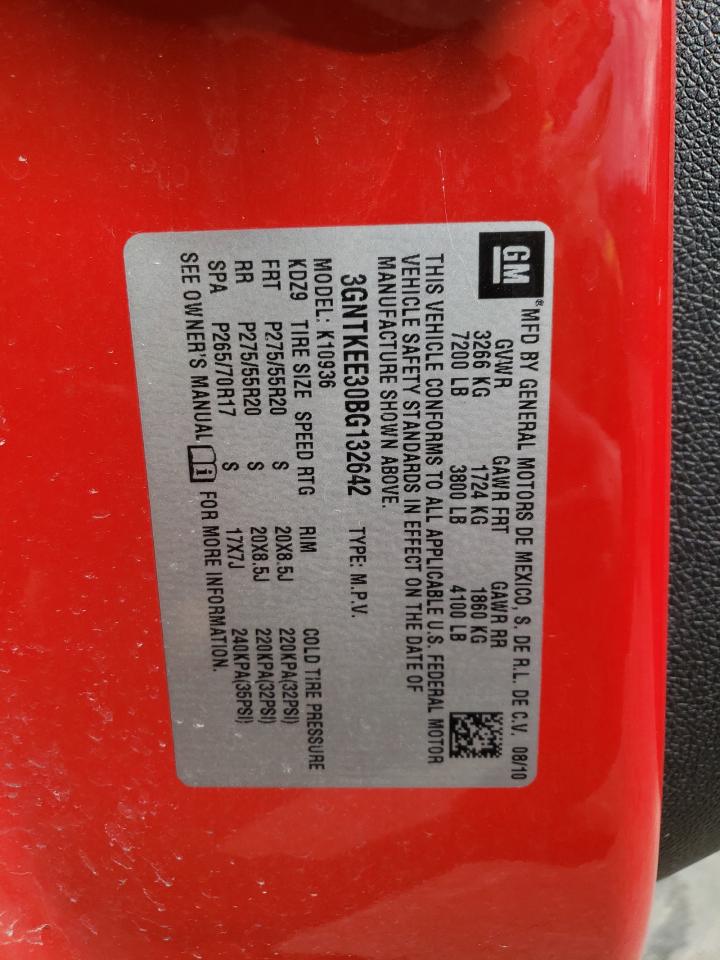 GM
® MFD BY GENERAL MOTORS DE MEXICO, S. DE R.L. DE C.V. 08/10
GVWR GAWR FRT GAWR RR
3266 KG 1724 KG 1860 KG
7200 LB 3800 LB 4100 LB
THIS VEHICLE CONFORMS TO ALL APPLICABLE U.S. FEDERAL MOTOR
VEHICLE SAFETY STANDARDS IN EFFECT ON THE DATE OF
MANUFACTURE SHOWN ABOVE.
3GNTKEE30BG132642 TYPE: M.P.V.
MODEL: K10936
KDZ9 TIRE SIZE SPEED RTG RIM COLD TIRE PRESSURE
FRT P275/55R20 S 20X8.5J 220KPA(32PSI)
RR P275/55R20 S 20X8.5J 220KPA(32PSI)
SPA P265/70R17 S 17X7J 240KPA(35PSI)
SEE OWNER'S MANUAL i FOR MORE INFORMATION.